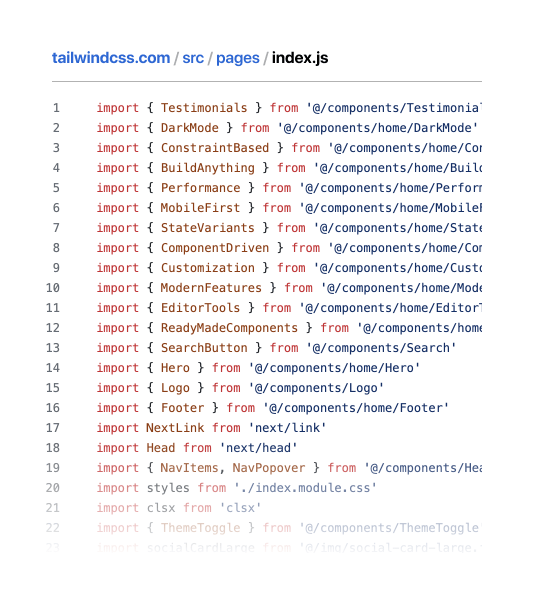 tailwindcss.com / src / pages / index.js
1 import { Testimonials } from '@/components/Testimonial
2 import { DarkMode } from '@/components/home/DarkMode'
3 import { ConstraintBased } from '@/components/home/Con
4 import { BuildAnything } from '@/components/home/Build
5 import { Performance } from '@/components/home/Perform
6 import { MobileFirst } from '@/components/home/MobileF
7 import { StateVariants } from '@/components/home/State
8 import { ComponentDriven } from '@/components/home/Com
9 import { Customization } from '@/components/home/Custo
10 import { ModernFeatures } from '@/components/home/Mode
11 import { EditorTools } from '@/components/home/EditorT
12 import { ReadyMadeComponents } from '@/components/home
13 import { SearchButton } from '@/components/Search'
14 import { Hero } from '@/components/home/Hero'
15 import { Logo } from '@/components/Logo'
16 import { Footer } from '@/components/home/Footer'
17 import NextLink from 'next/link'
18 import Head from 'next/head'
19 import { NavItems, NavPopover } from '@/components/Hea
20 import styles from './index.module.css'
21 import clsx from 'clsx'
22 import { ThemeToggle } from '@/components/ThemeToggle
23 import socialCardLarge from '@/img/social-card-large.